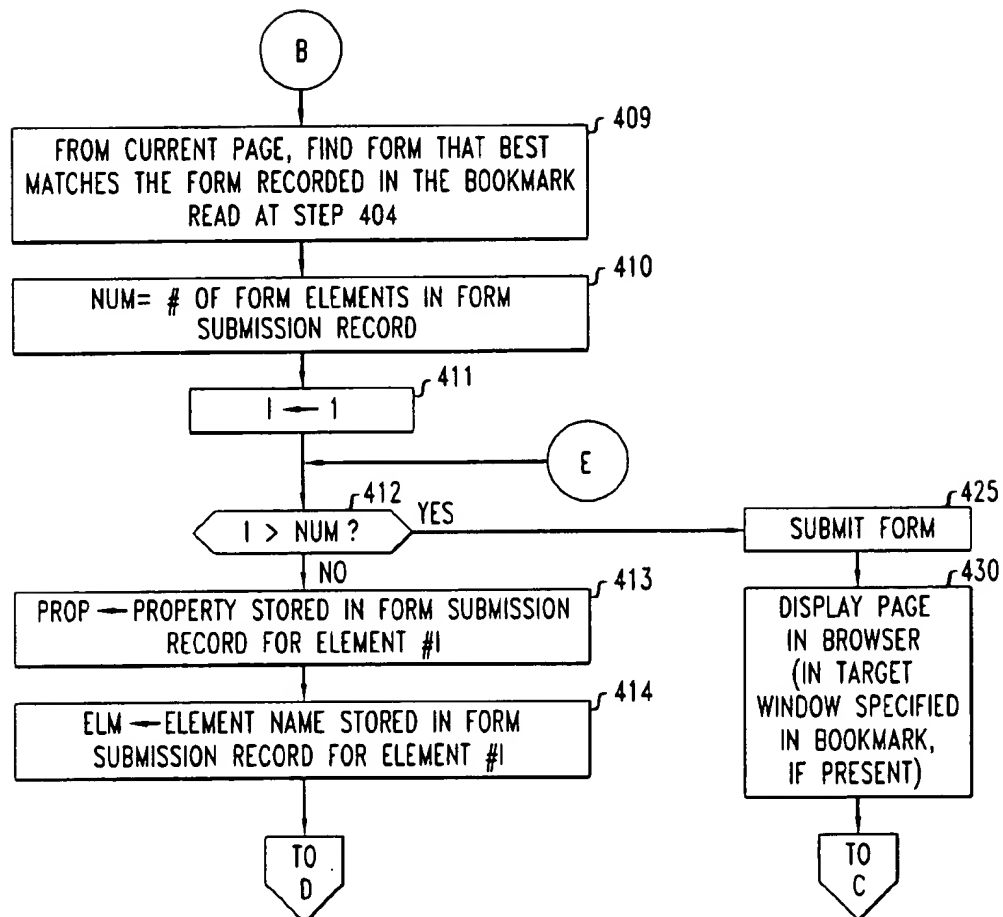 B
409
FROM CURRENT PAGE, FIND FORM THAT BEST
MATCHES THE FORM RECORDED IN THE BOOKMARK
READ AT STEP 404
410
NUM= # OF FORM ELEMENTS IN FORM
SUBMISSION RECORD
411
I ← 1
E
412
I > NUM?
YES
NO
425
SUBMIT FORM
413
PROP ← PROPERTY STORED IN FORM SUBMISSION
RECORD FOR ELEMENT #I
414
ELM ← ELEMENT NAME STORED IN FORM
SUBMISSION RECORD FOR ELEMENT #I
430
DISPLAY PAGE
IN BROWSER
(IN TARGET
WINDOW SPECIFIED
IN BOOKMARK,
IF PRESENT)
TO
D
TO
C